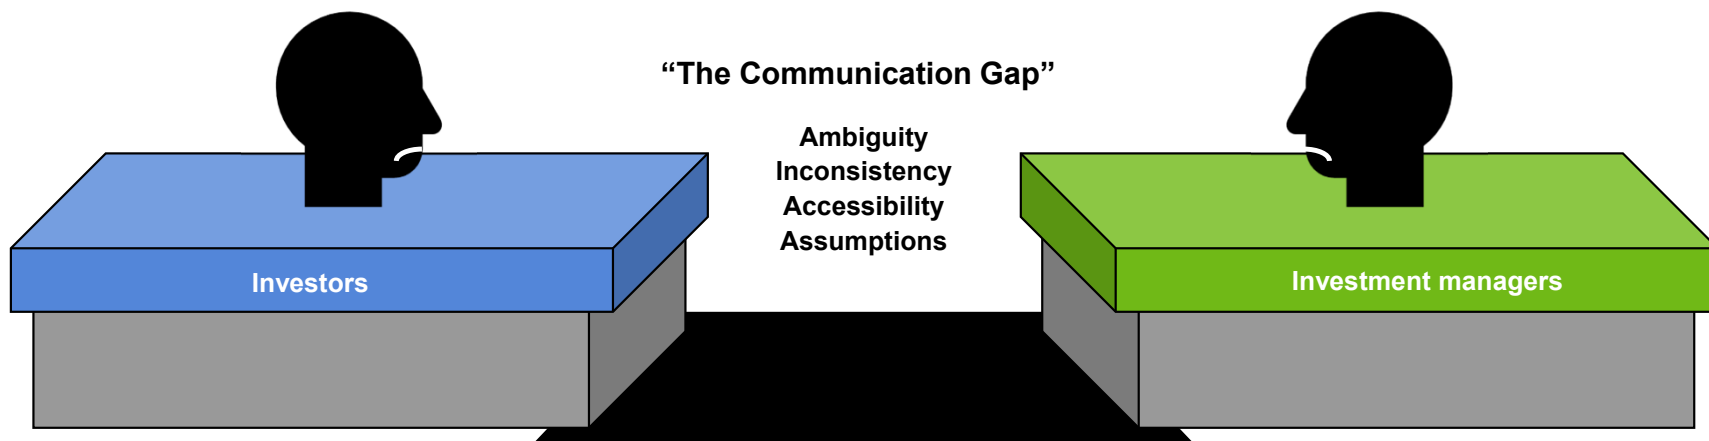 “The Communication Gap”
Ambiguity
Inconsistency
Accessibility
Assumptions
Investors
Investment managers